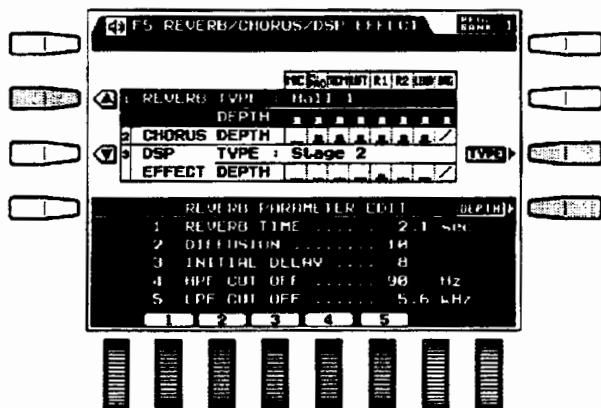 F5 REVERB/CHORUS/DSP EFFECT
BANK 1
R1 R2
1 REVERB TYPE : Hall 1
DEPTH
2 CHORUS DEPTH
3 DSP TYPE : Stage 2
TYPE
EFFECT DEPTH
REVERB PARAMETER EDIT
DEPTH
1 REVERB TIME ...... 2.1 sec
2 DIFFUSION ........ 10
3 INITIAL DELAY .... 8
4 HPF CUT OFF ...... 90 Hz
5 LPF CUT OFF ...... 5.6 kHz
1 2 3 4 5